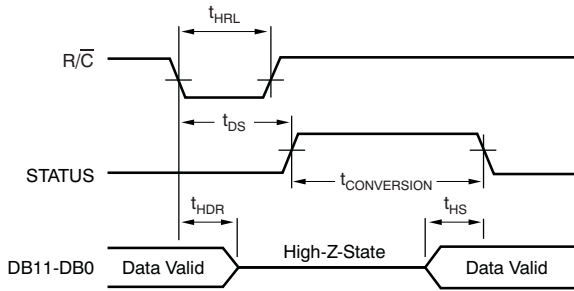 tHRL
R/C̅
tDS
STATUS
tCONVERSION
tHDR
tHS
DB11-DB0
Data Valid
High-Z-State
Data Valid